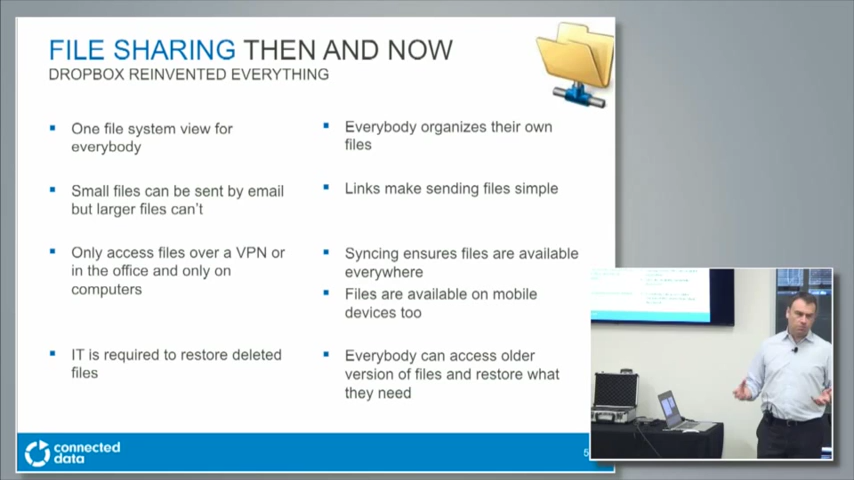 FILE SHARING THEN AND NOW
DROPBOX REINVENTED EVERYTHING
One file system view for
everybody
Small files can be sent by email
but larger files can't
Only access files over a VPN or
in the office and only on
computers
IT is required to restore deleted
files
Everybody organizes their own
files
Links make sending files simple
Syncing ensures files are available
everywhere
Files are available on mobile
devices too
Everybody can access older
version of files and restore what
they need
connected
data
5